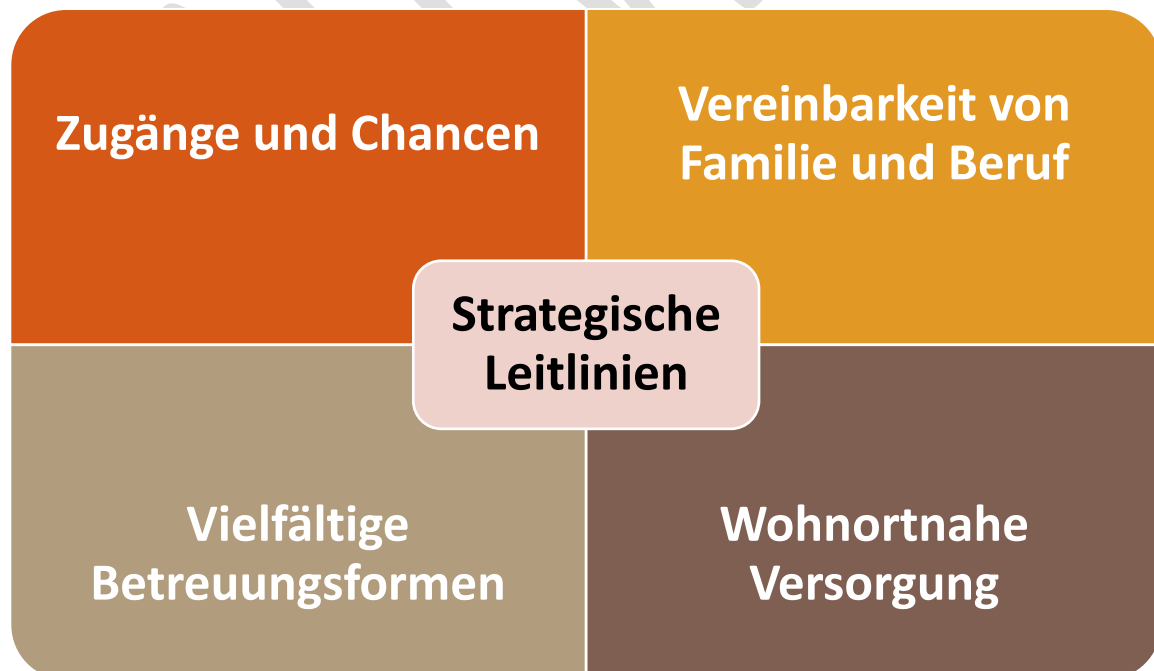 Zugänge und Chancen
Vereinbarkeit von
Familie und Beruf
Strategische
Leitlinien
Vielfältige
Betreuungsformen
Wohnortnahe
Versorgung